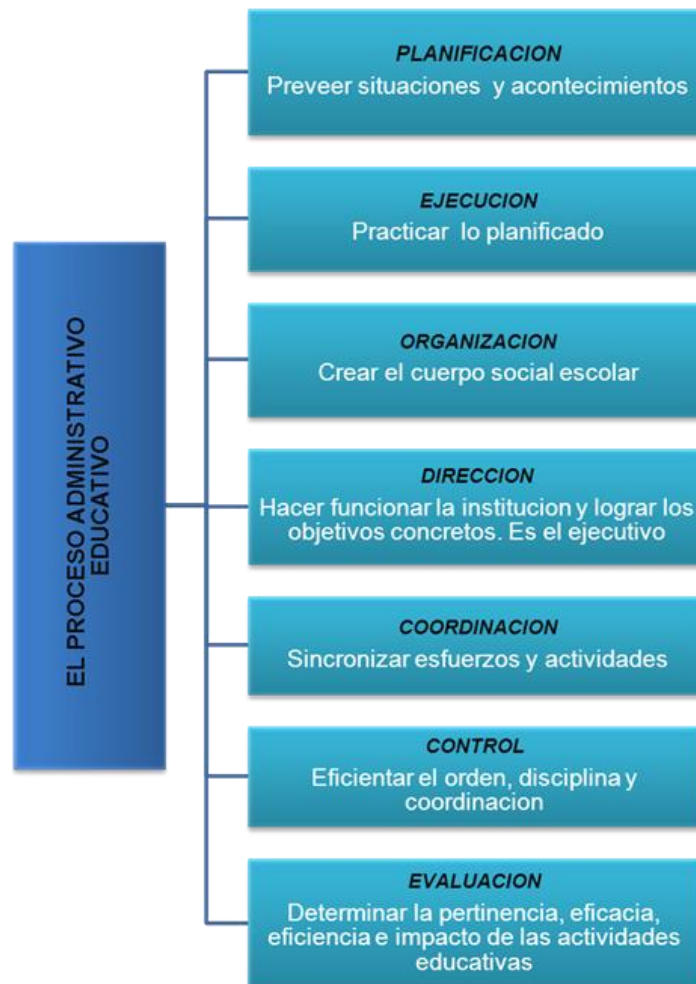 EL PROCESO ADMINISTRATIVO
EDUCATIVO
PLANIFICACION
Preveer situaciones y acontecimientos
EJECUCION
Practicar lo planificado
ORGANIZACION
Crear el cuerpo social escolar
DIRECCION
Hacer funcionar la institucion y lograr los
objetivos concretos. Es el ejecutivo
COORDINACION
Sincronizar esfuerzos y actividades
CONTROL
Eficientar el orden, disciplina y
coordinacion
EVALUACION
Determinar la pertinencia, eficacia,
eficiencia e impacto de las actividades
educativas